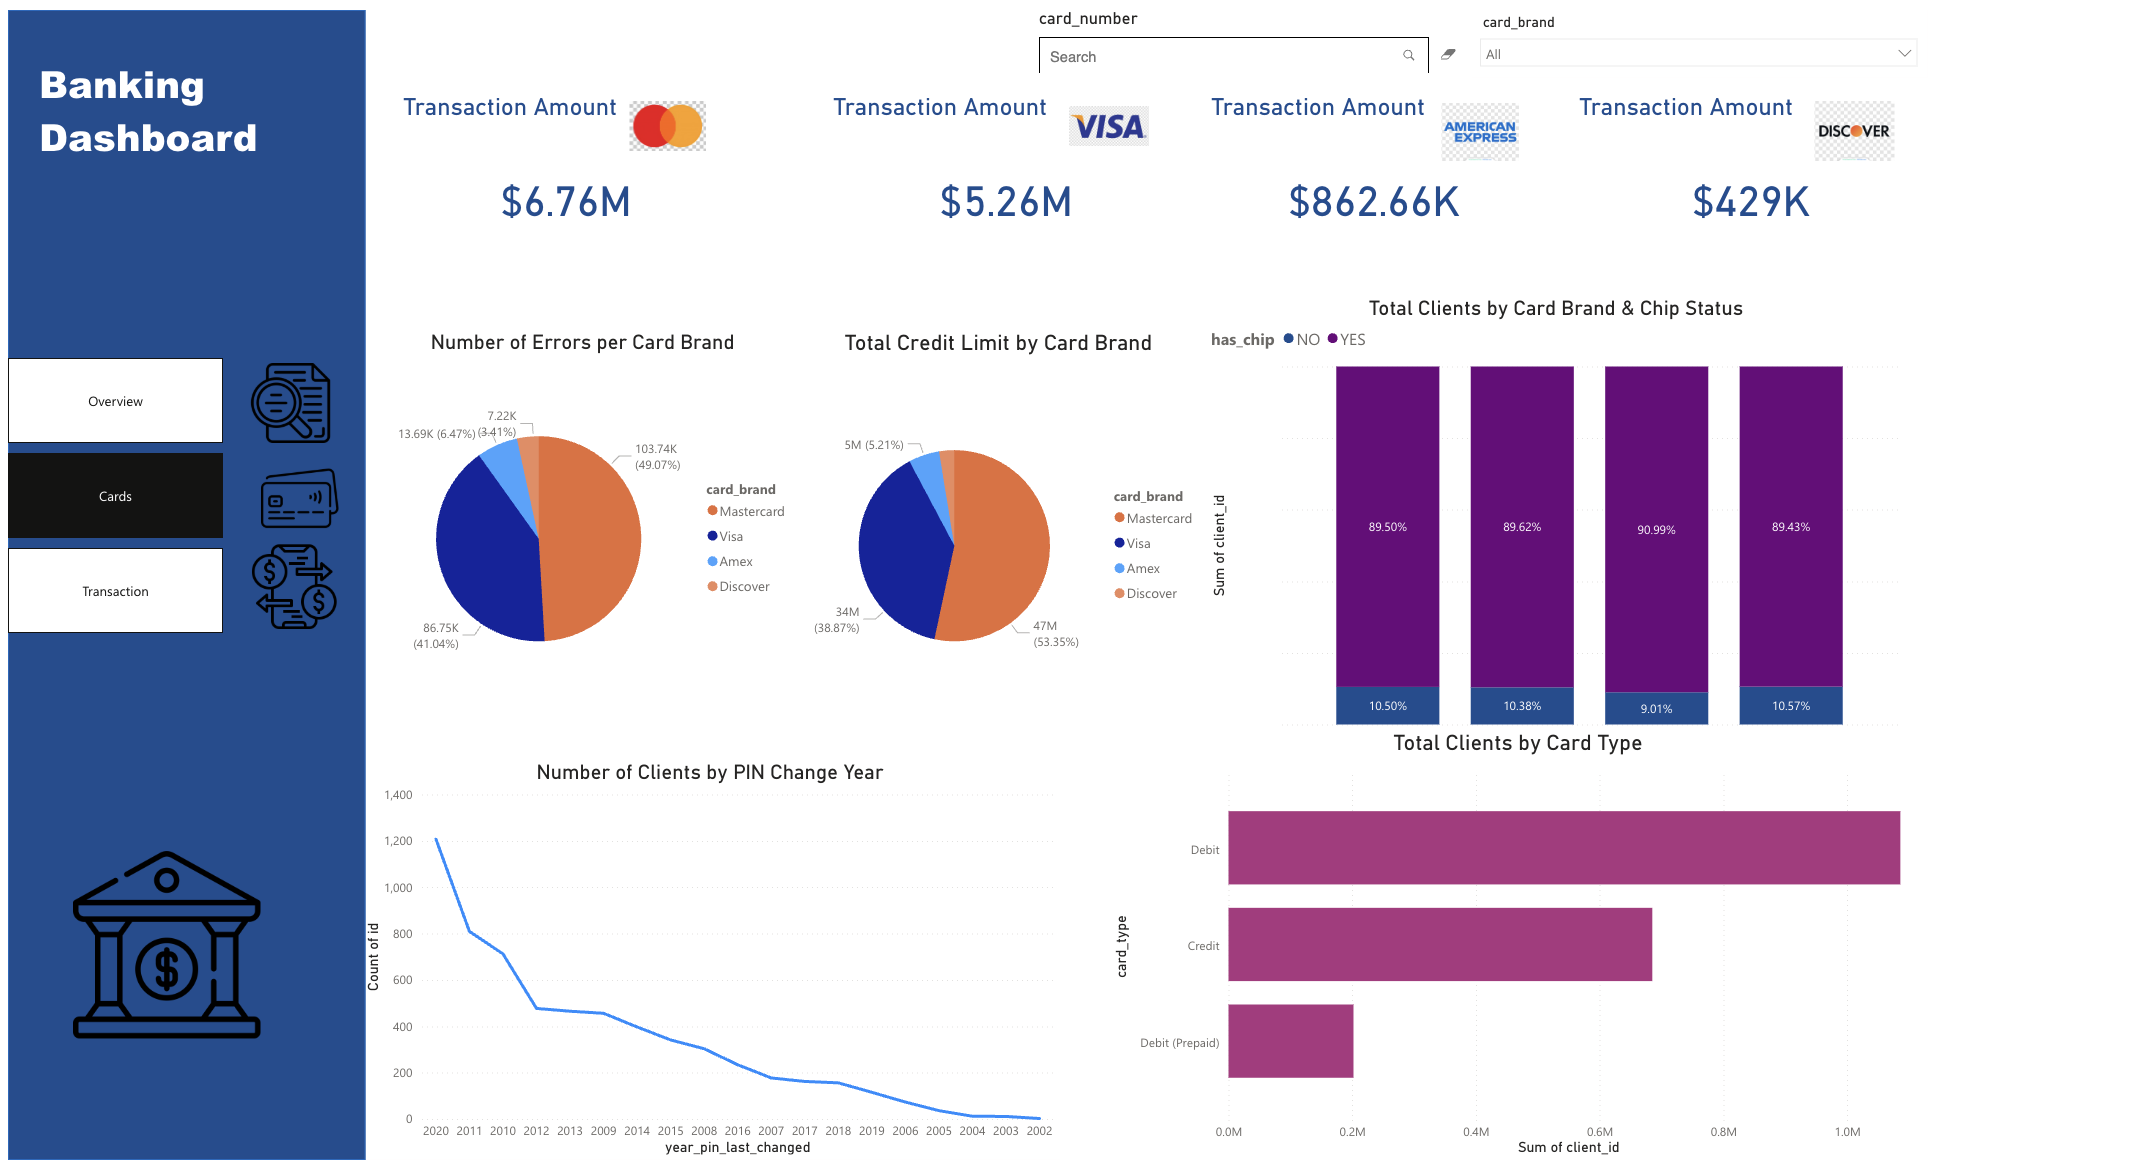 Banking
Dashboard
Overview
Cards
Transaction
card_number
Search
card_brand
All
Transaction Amount
$6.76M
Transaction Amount
VISA
$5.26M
Transaction Amount
AMERICAN
EXPRESS
$862.66K
Transaction Amount
DISCOVER
$429K
Number of Errors per Card Brand
7.22K
(3.41%)
13.69K (6.47%)
103.74K
(49.07%)
86.75K
(41.04%)
card_brand
Mastercard
Visa
Amex
Discover
Total Credit Limit by Card Brand
5M (5.21%)
34M
(38.87%)
47M
(53.35%)
card_brand
Mastercard
Visa
Amex
Discover
Total Clients by Card Brand & Chip Status
has_chip NO YES
Sum of client_id
89.50% 89.62% 90.99% 89.43%
10.50% 10.38% 9.01% 10.57%
Number of Clients by PIN Change Year
Count of id
1,400
1,200
1,000
800
600
400
200
0
2020 2011 2010 2012 2013 2009 2014 2015 2008 2016 2007 2017 2018 2019 2006 2005 2004 2003 2002
year_pin_last_changed
Total Clients by Card Type
card_type
Debit
Credit
Debit (Prepaid)
0.0M 0.2M 0.4M 0.6M 0.8M 1.0M
Sum of client_id